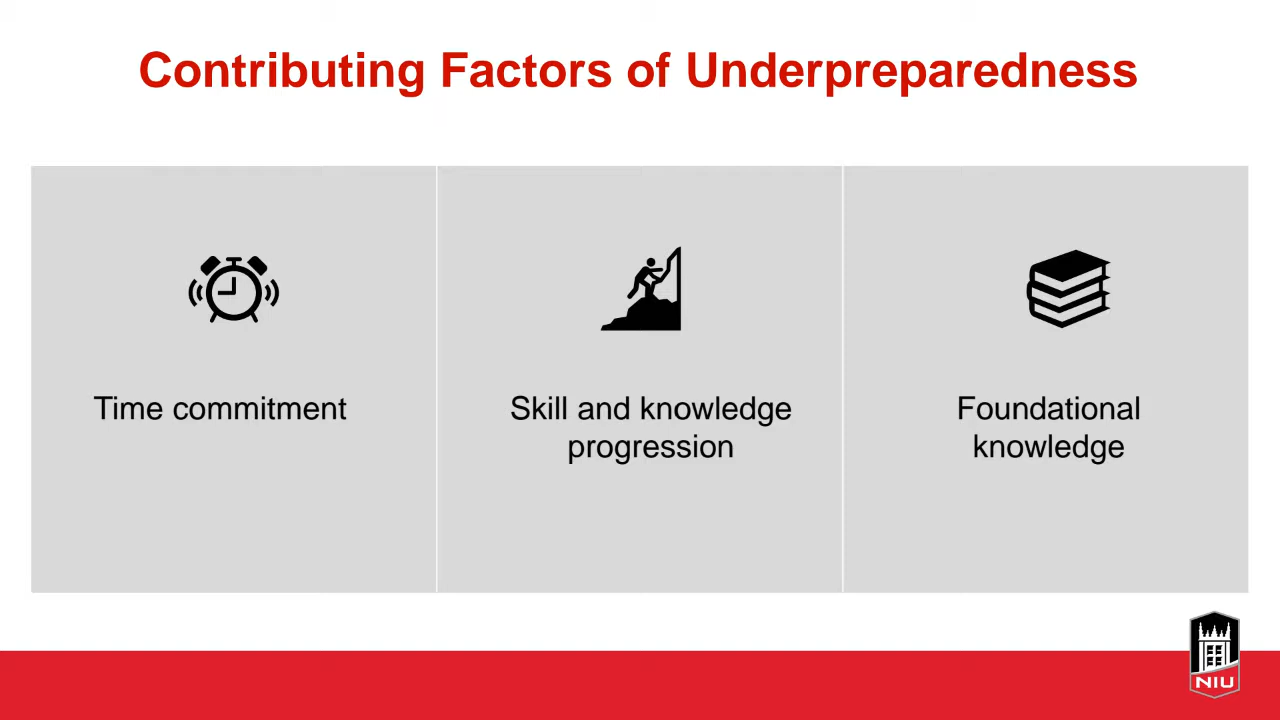 Contributing Factors of Underpreparedness
Time commitment
Skill and knowledge
progression
Foundational
knowledge
NIU